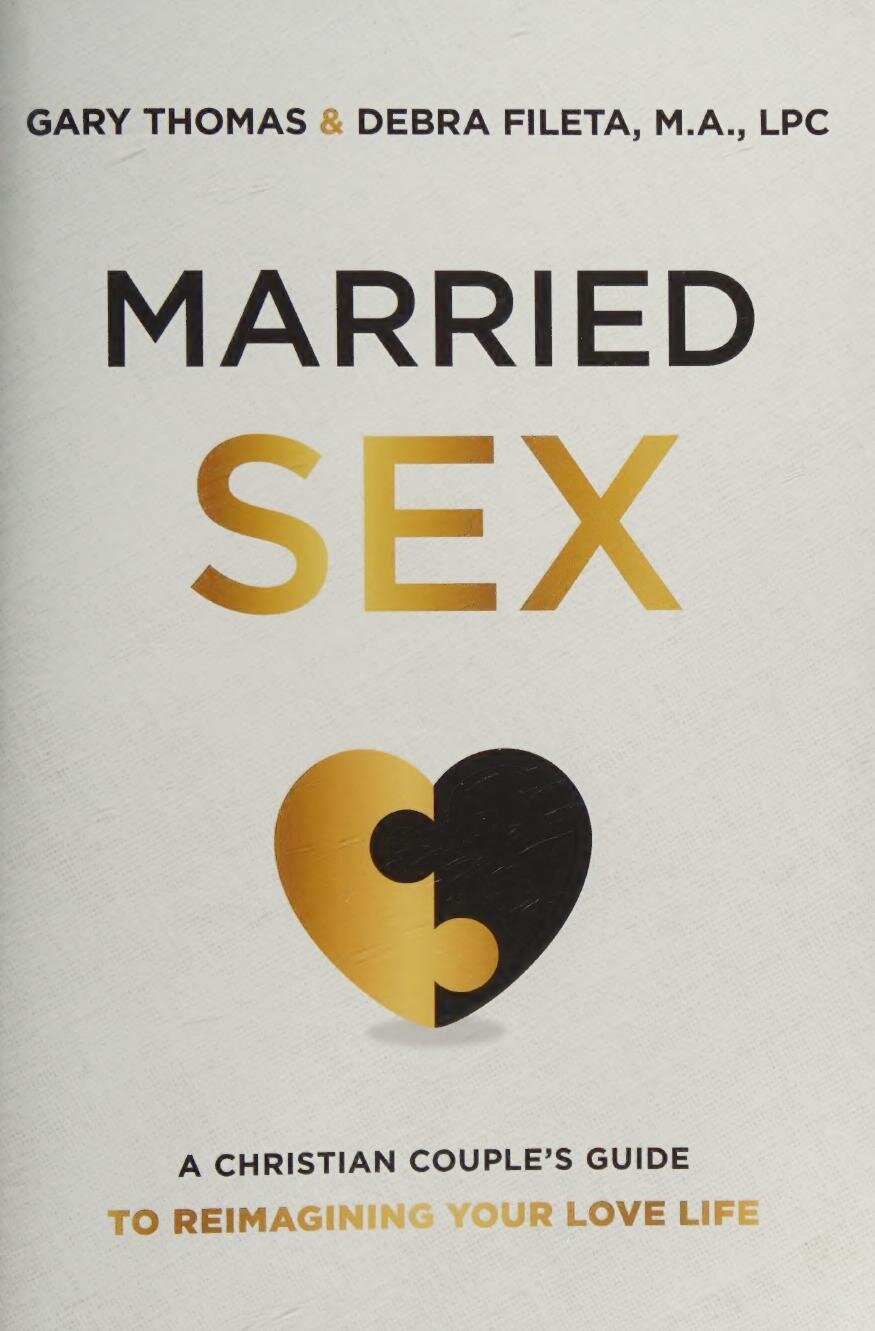 GARY THOMAS & DEBRA FILETA, M.A., LPC
MARRIED
SEX
A CHRISTIAN COUPLE'S GUIDE
TO REIMAGINING YOUR LOVE LIFE